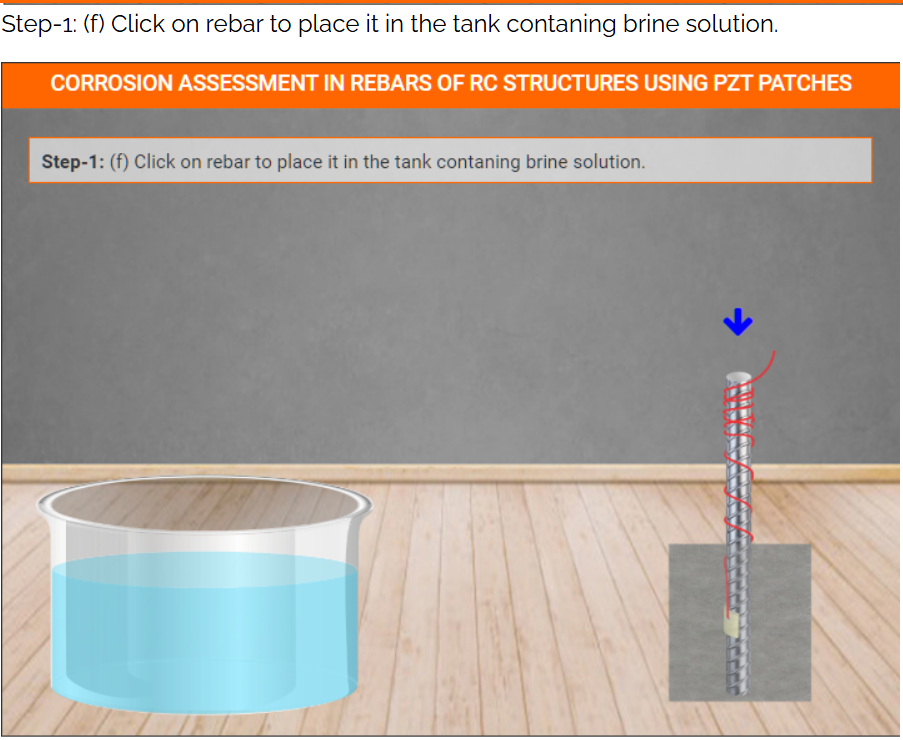 Step-1: (f) Click on rebar to place it in the tank contaning brine solution.
CORROSION ASSESSMENT IN REBARS OF RC STRUCTURES USING PZT PATCHES
Step-1: (f) Click on rebar to place it in the tank contaning brine solution.